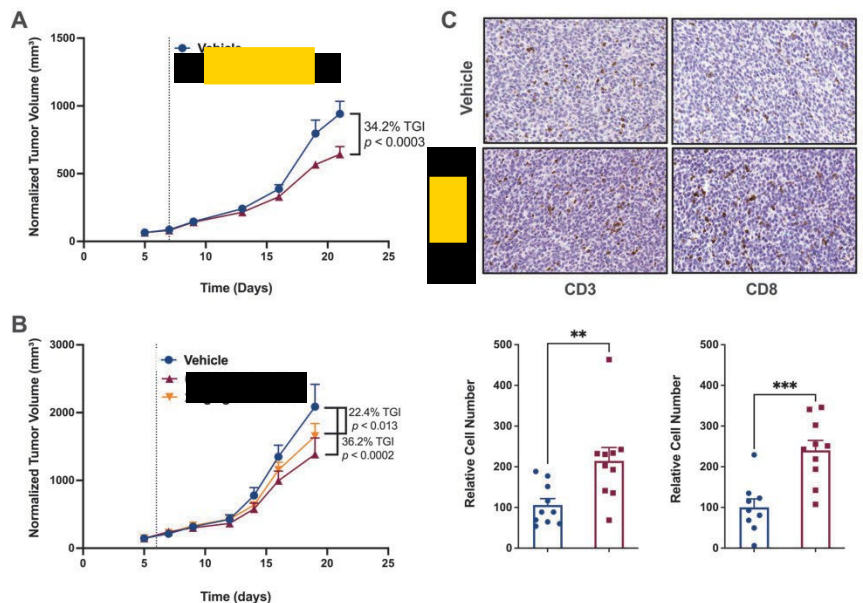 A
Normalized Tumor Volume (mm³)
1500
1000
500
0
Vehicle
34.2% TGI
p < 0.0003
0 5 10 15 20 25
Time (Days)
B
Normalized Tumor Volume (mm³)
3000
2000
1000
0
Vehicle
22.4% TGI
p < 0.013
36.2% TGI
p < 0.0002
0 5 10 15 20 25
Time (days)
C
Vehicle
CD3 CD8
Relative Cell Number
500
400
300
200
100
0
**
Relative Cell Number
500
400
300
200
100
0
***